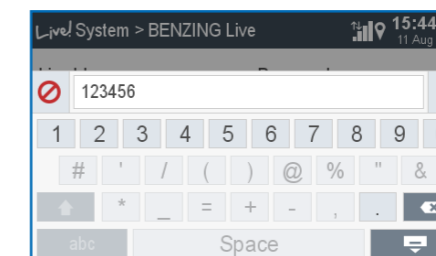 Live! System > BENZING Live 15:44
11 Aug
123456
1 2 3 4 5 6 7 8 9
# ' / ( ) @ % " &
* _ = + - , .
abc Space